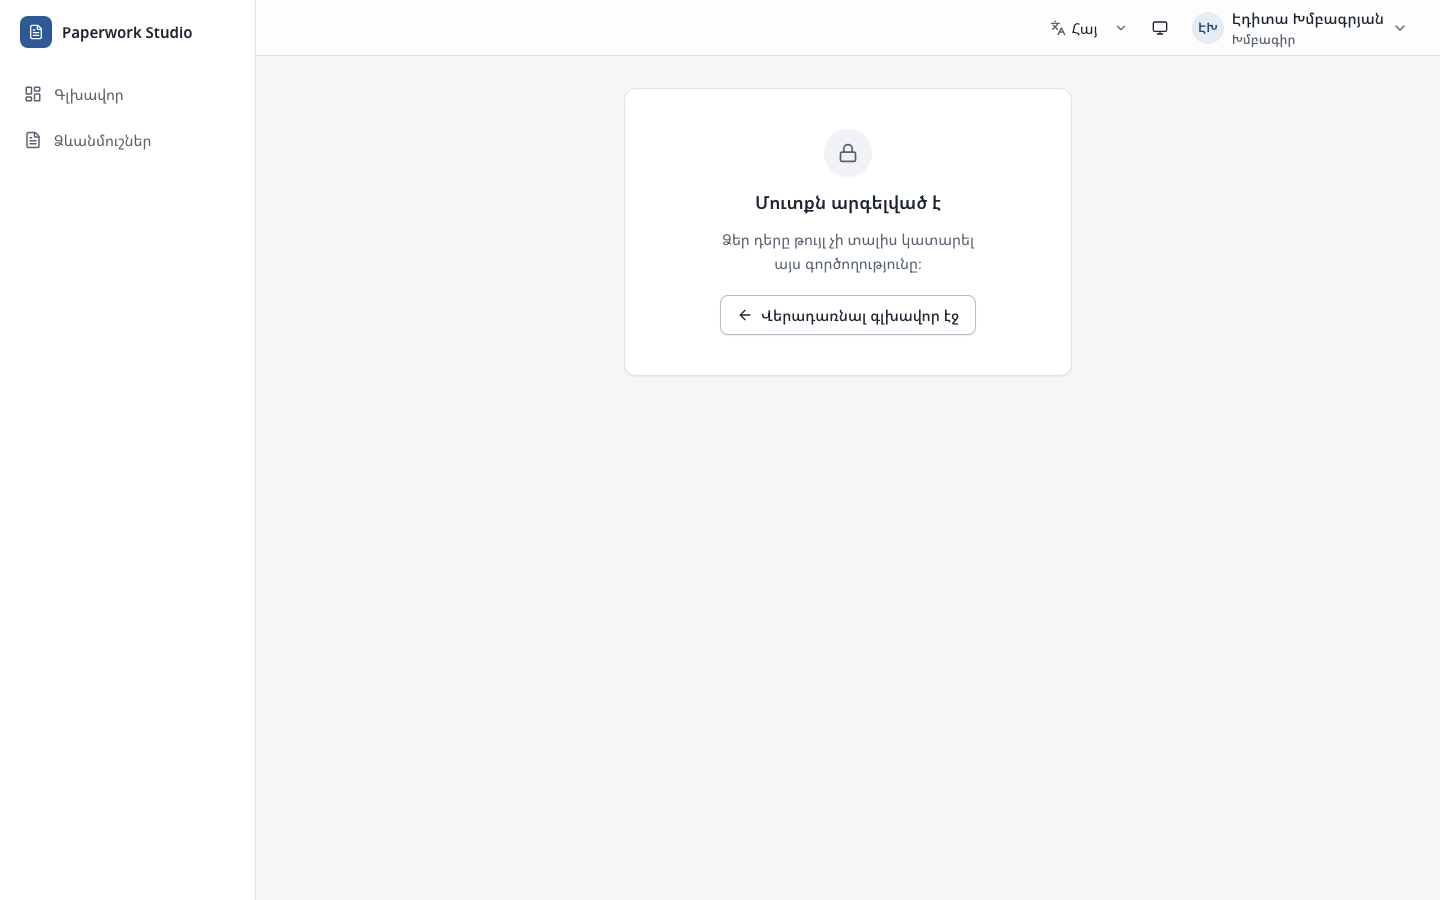 Paperwork Studio
Գլխավոր
Ձևանմուշներ
Հայ
ԷԽ
Էդիտա Խմբագրյան
Խմբագիր
Մուտքն արգելված է
Ձեր դերը թույլ չի տալիս կատարել
այս գործողությունը։
Վերադառնալ գլխավոր էջ